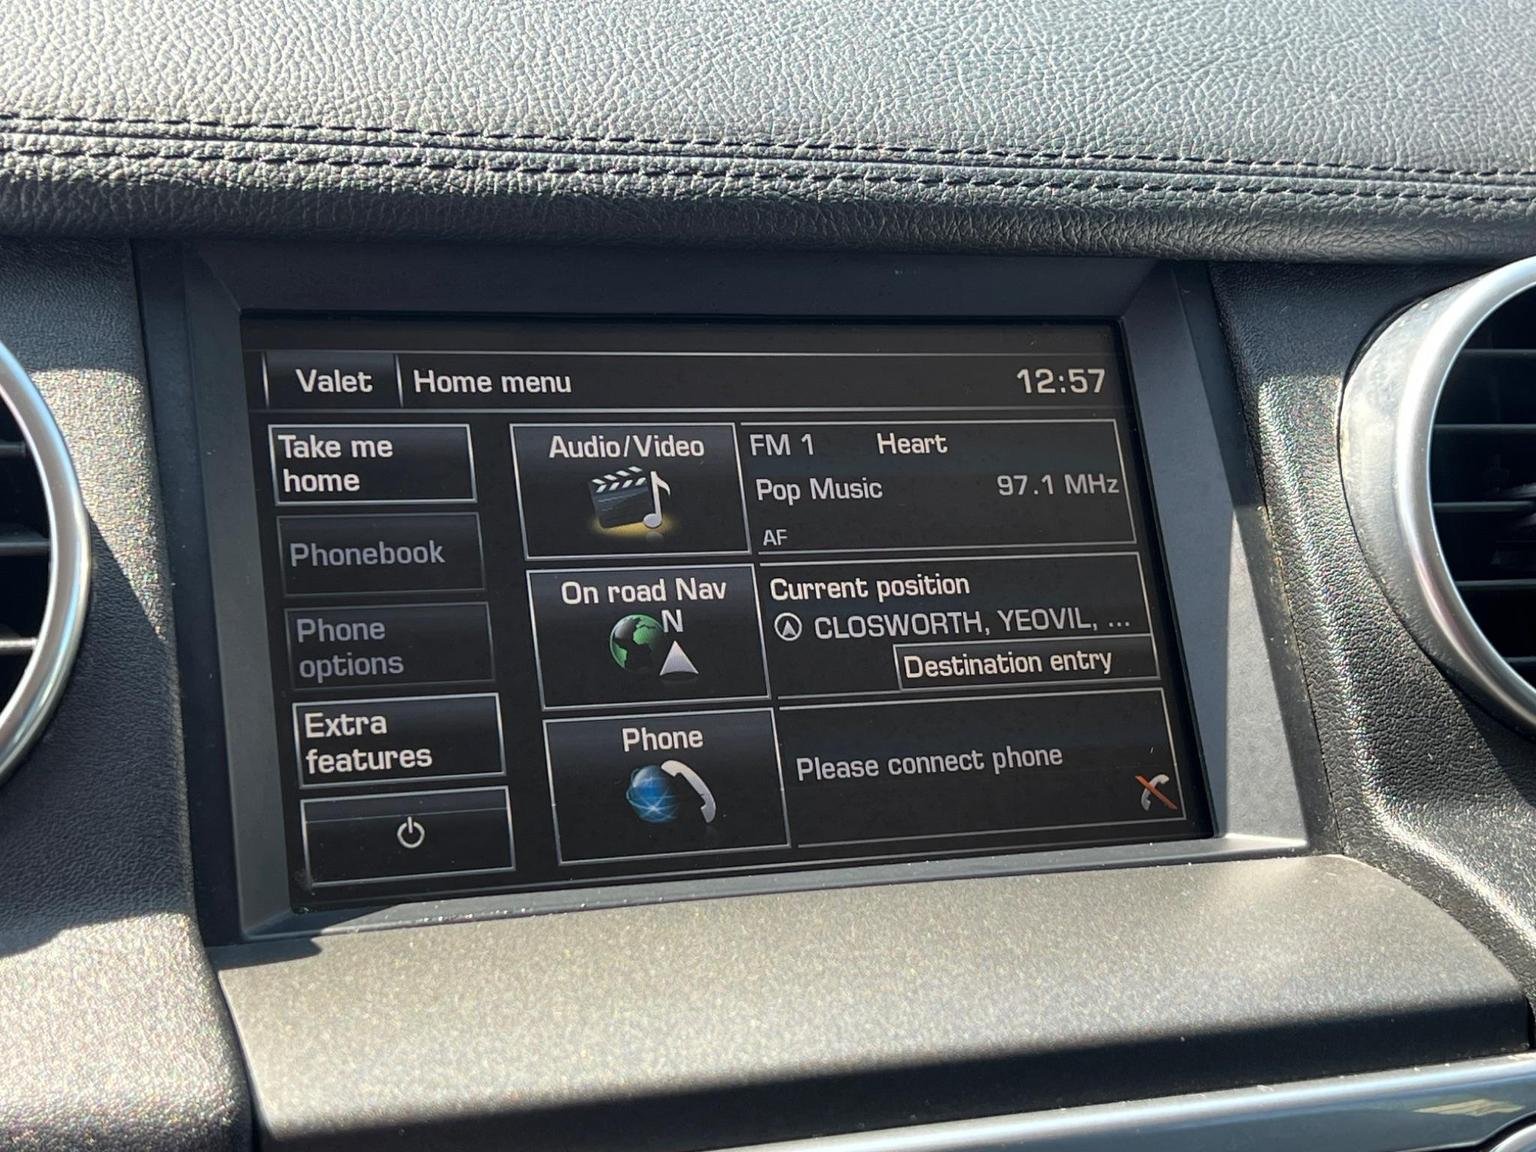 Valet
Home menu
12:57
Take me
home
Phonebook
Phone
options
Extra
features
Audio/Video
FM 1
Heart
Pop Music
97.1 MHz
AF
On road Nav
N
Current position
CLOSWORTH, YEOVIL, ...
Destination entry
Phone
Please connect phone